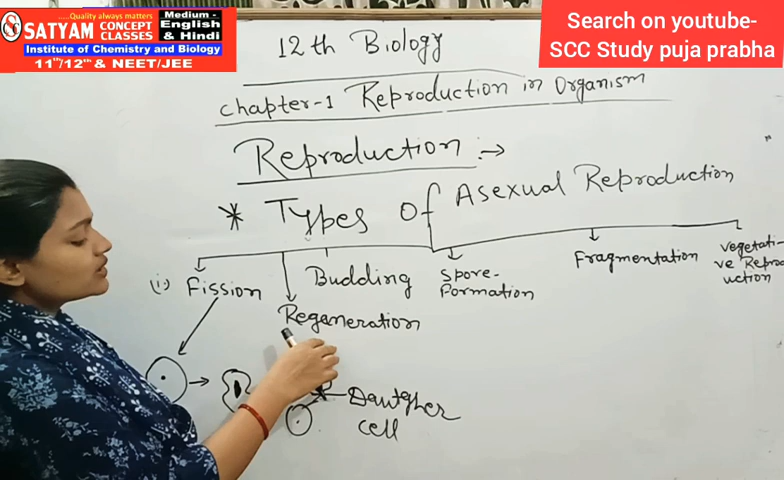 .....Quality always matters
SATYAM CONCEPT CLASSES
Medium - English & Hindi
Institute of Chemistry and Biology
11th/12th & NEET/JEE
Search on youtube-
SCC Study puja prabha
12th Biology
Chapter-1 Reproduction in Organism
Reproduction :→
* Types Of Asexual Reproduction
(i) Fission
Budding
Regeneration
Spore-
Formation
Fragmentation
Vegetati-
ve Repro
uction
Dautgher
cell